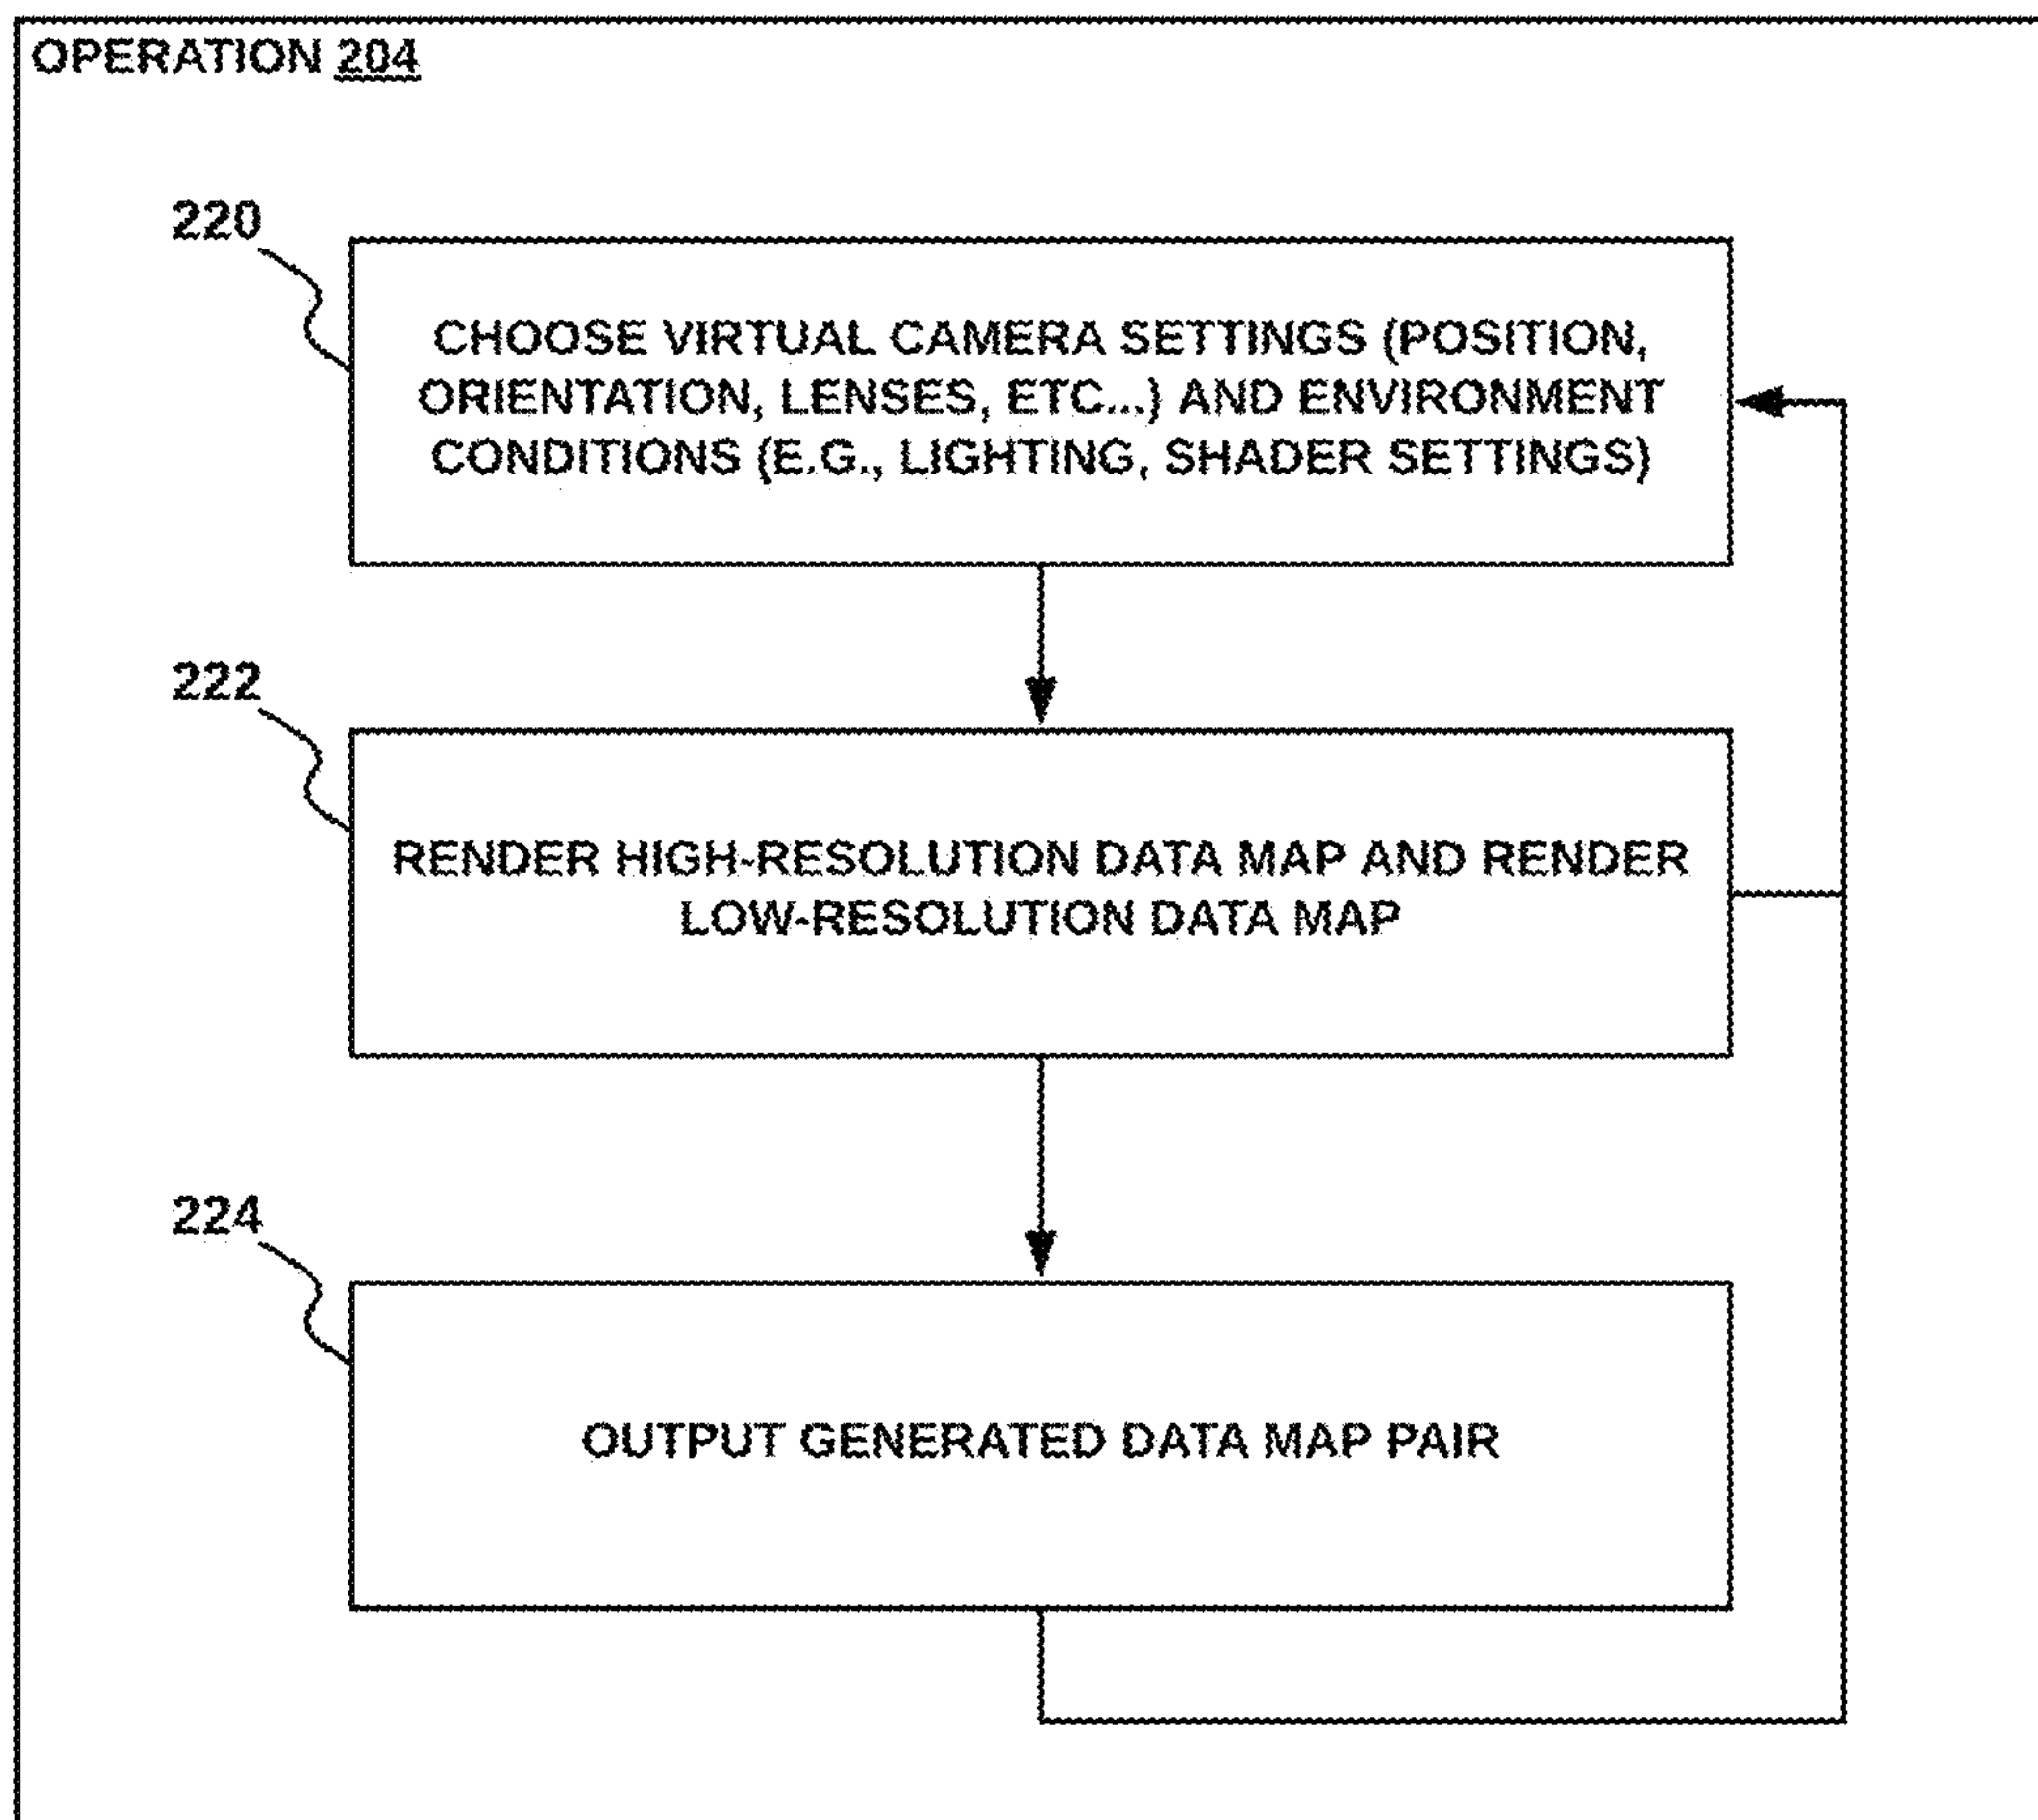 OPERATION 204
220
CHOOSE VIRTUAL CAMERA SETTINGS (POSITION,
ORIENTATION, LENSES, ETC...) AND ENVIRONMENT
CONDITIONS (E.G., LIGHTING, SHADER SETTINGS)
222
RENDER HIGH-RESOLUTION DATA MAP AND RENDER
LOW-RESOLUTION DATA MAP
224
OUTPUT GENERATED DATA MAP PAIR